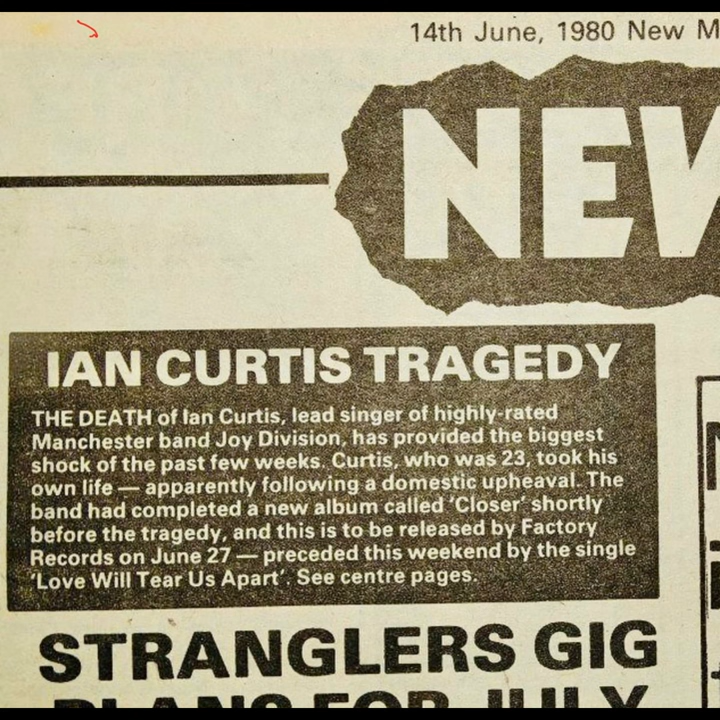 14th June, 1980 New M
NEW
IAN CURTIS TRAGEDY
THE DEATH of Ian Curtis, lead singer of highly-rated
Manchester band Joy Division, has provided the biggest
shock of the past few weeks. Curtis, who was 23, took his
own life — apparently following a domestic upheaval. The
band had completed a new album called ‘Closer’ shortly
before the tragedy, and this is to be released by Factory
Records on June 27 — preceded this weekend by the single
‘Love Will Tear Us Apart’. See centre pages.
STRANGLERS GIG
PLANS FOR JULY